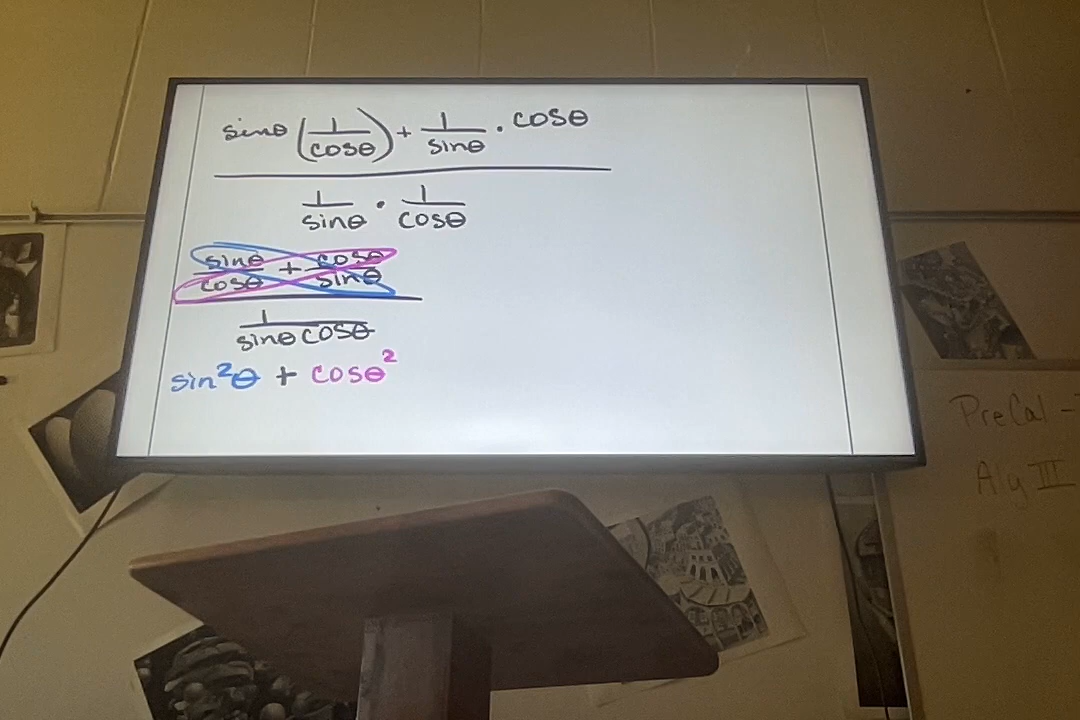 sinθ (1/cosθ) + 1/sinθ · cosθ
1/sinθ · 1/cosθ
sinθ/cosθ + cosθ/sinθ
1/sinθcosθ
sin²θ + cosθ²
PreCal -
Alg III